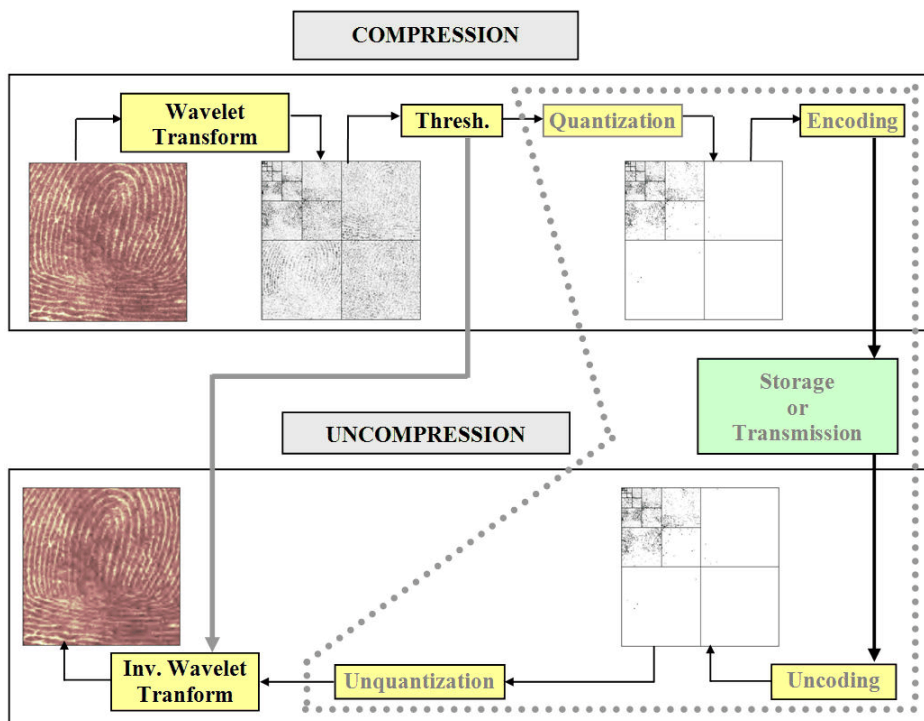 COMPRESSION
Wavelet
Transform
Thresh.
Quantization
Encoding
Storage
or
Transmission
UNCOMPRESSION
Inv. Wavelet
Tranform
Unquantization
Uncoding